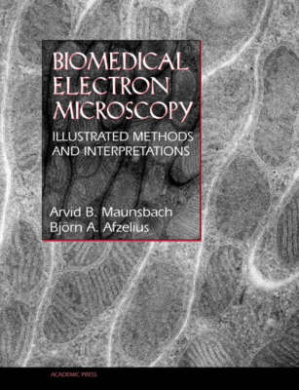 BIOMEDICAL
ELECTRON
MICROSCOPY
ILLUSTRATED METHODS
AND INTERPRETATIONS
Arvid B. Maunsbach
Björn A. Afzelius
ACADEMIC PRESS